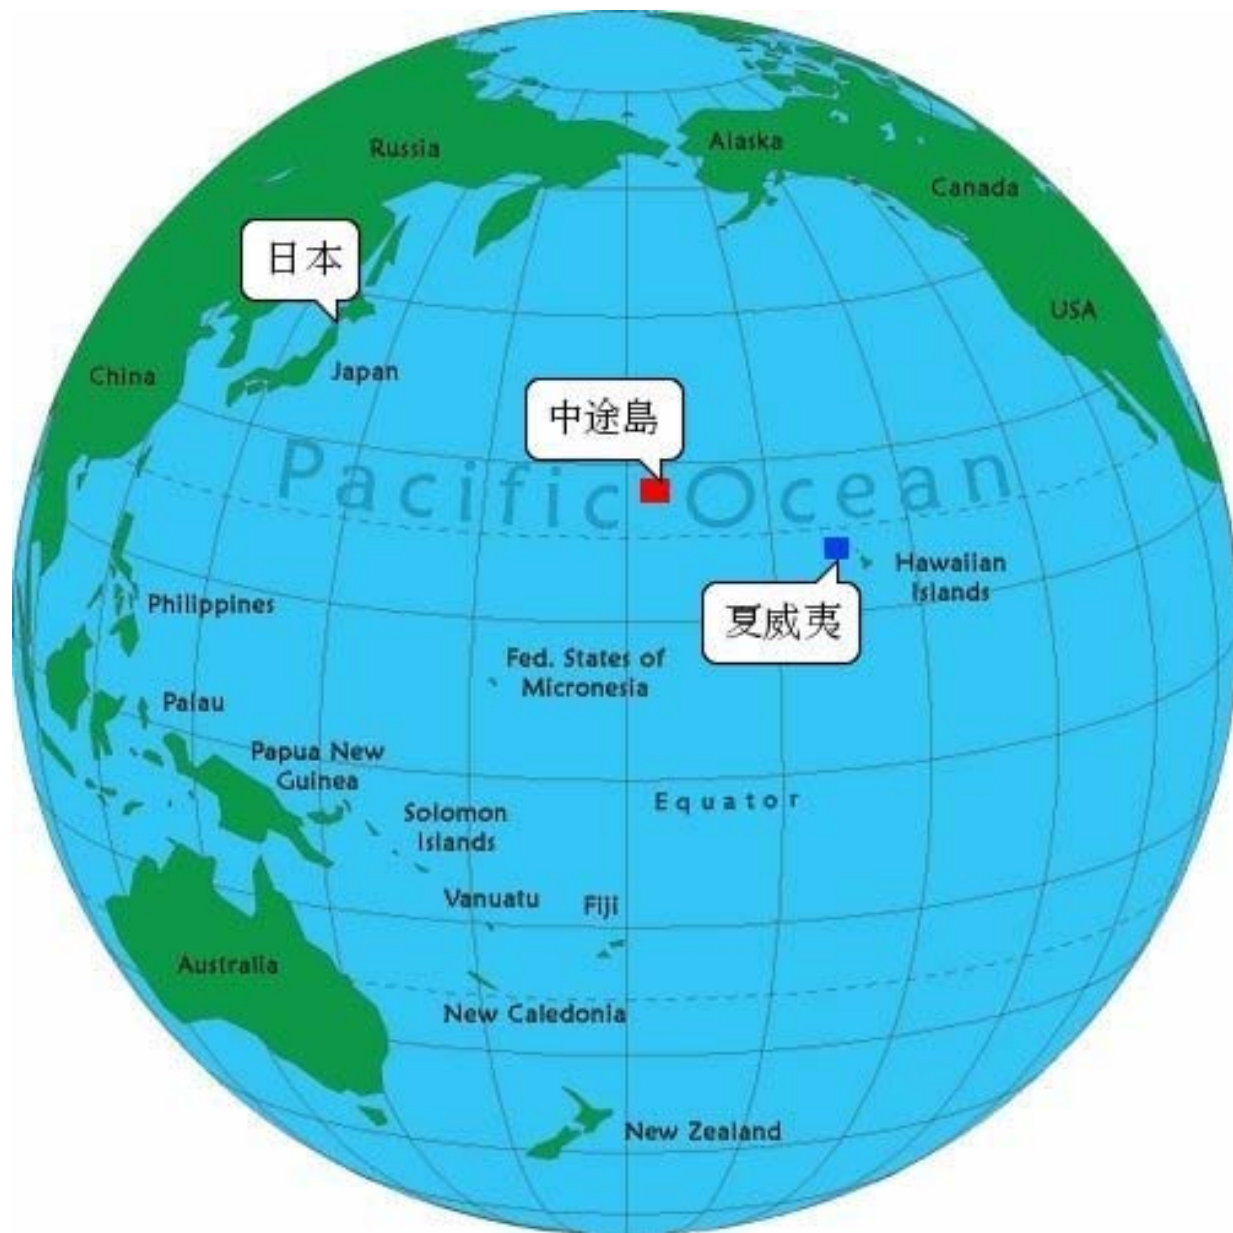 Russia
Alaska
Canada
日本
USA
China
Japan
中途島
Pacific Ocean
Hawaiian
Islands
夏威夷
Philippines
Fed. States of
Micronesia
Palau
Papua New
Guinea
Equator
Solomon
Islands
Vanuatu
Fiji
Australia
New Caledonia
New Zealand